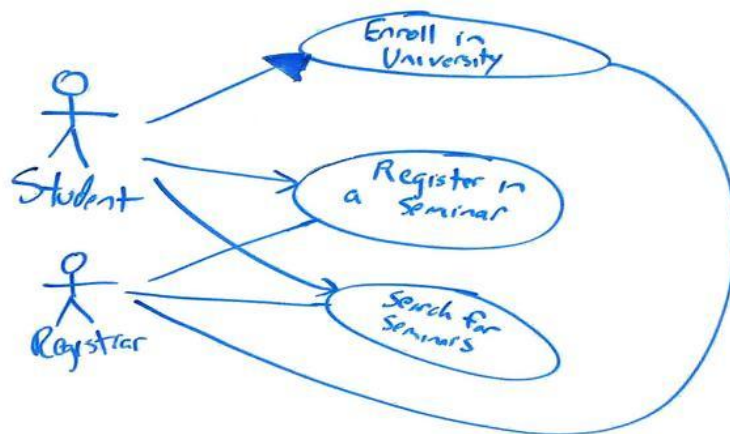 Enroll in
University
Student
Register in
a Seminar
Registrar
Search for
Seminars